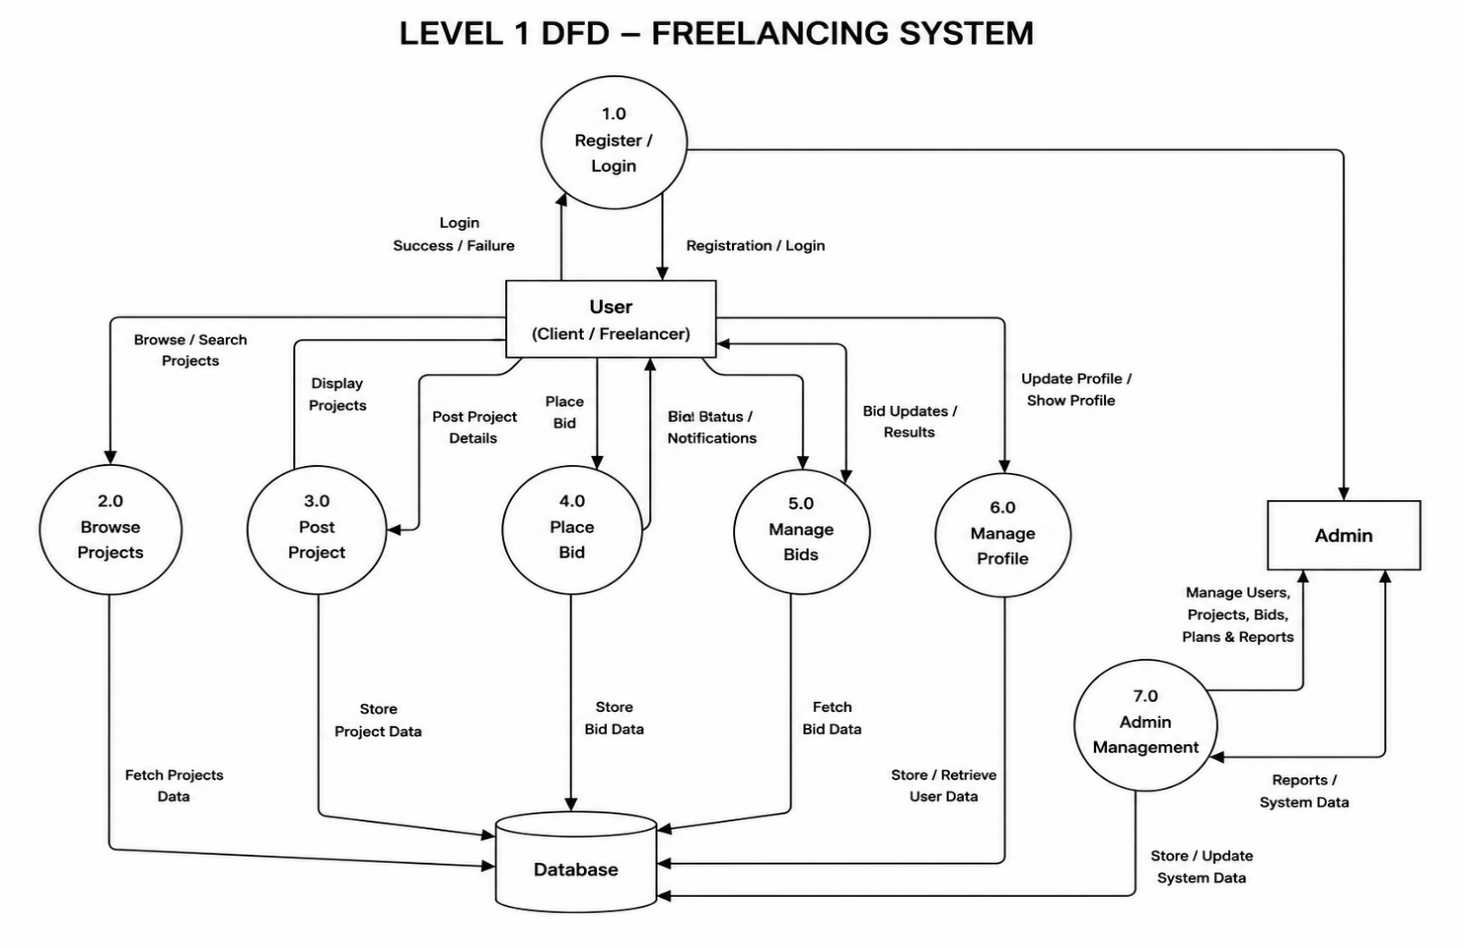 LEVEL 1 DFD – FREELANCING SYSTEM
1.0
Register /
Login
Login
Success / Failure
Registration / Login
User
(Client / Freelancer)
Browse / Search
Projects
Display
Projects
Post Project
Details
Place
Bid
Status /
Notifications
Bid Updates /
Results
Update Profile /
Show Profile
2.0
Browse
Projects
3.0
Post
Project
4.0
Place
Bid
5.0
Manage
Bids
6.0
Manage
Profile
Admin
Manage Users,
Projects, Bids,
Plans & Reports
7.0
Admin
Management
Store
Project Data
Store
Bid Data
Fetch
Bid Data
Fetch Projects
Data
Store / Retrieve
User Data
Reports /
System Data
Database
Store / Update
System Data